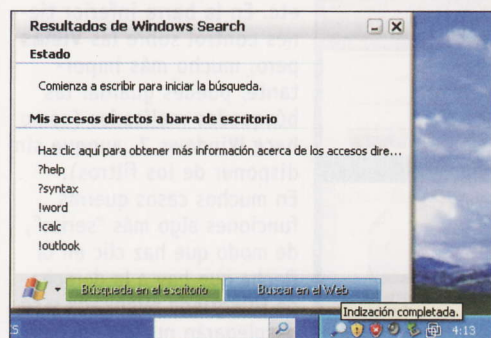 Resultados de Windows Search
Estado
Comienza a escribir para iniciar la búsqueda.
Mis accesos directos a barra de escritorio
Haz clic aquí para obtener más información acerca de los accesos dire...
?help
?syntax
!word
!calc
!outlook
Búsqueda en el escritorio
Buscar en el Web
Indización completada.
4:13